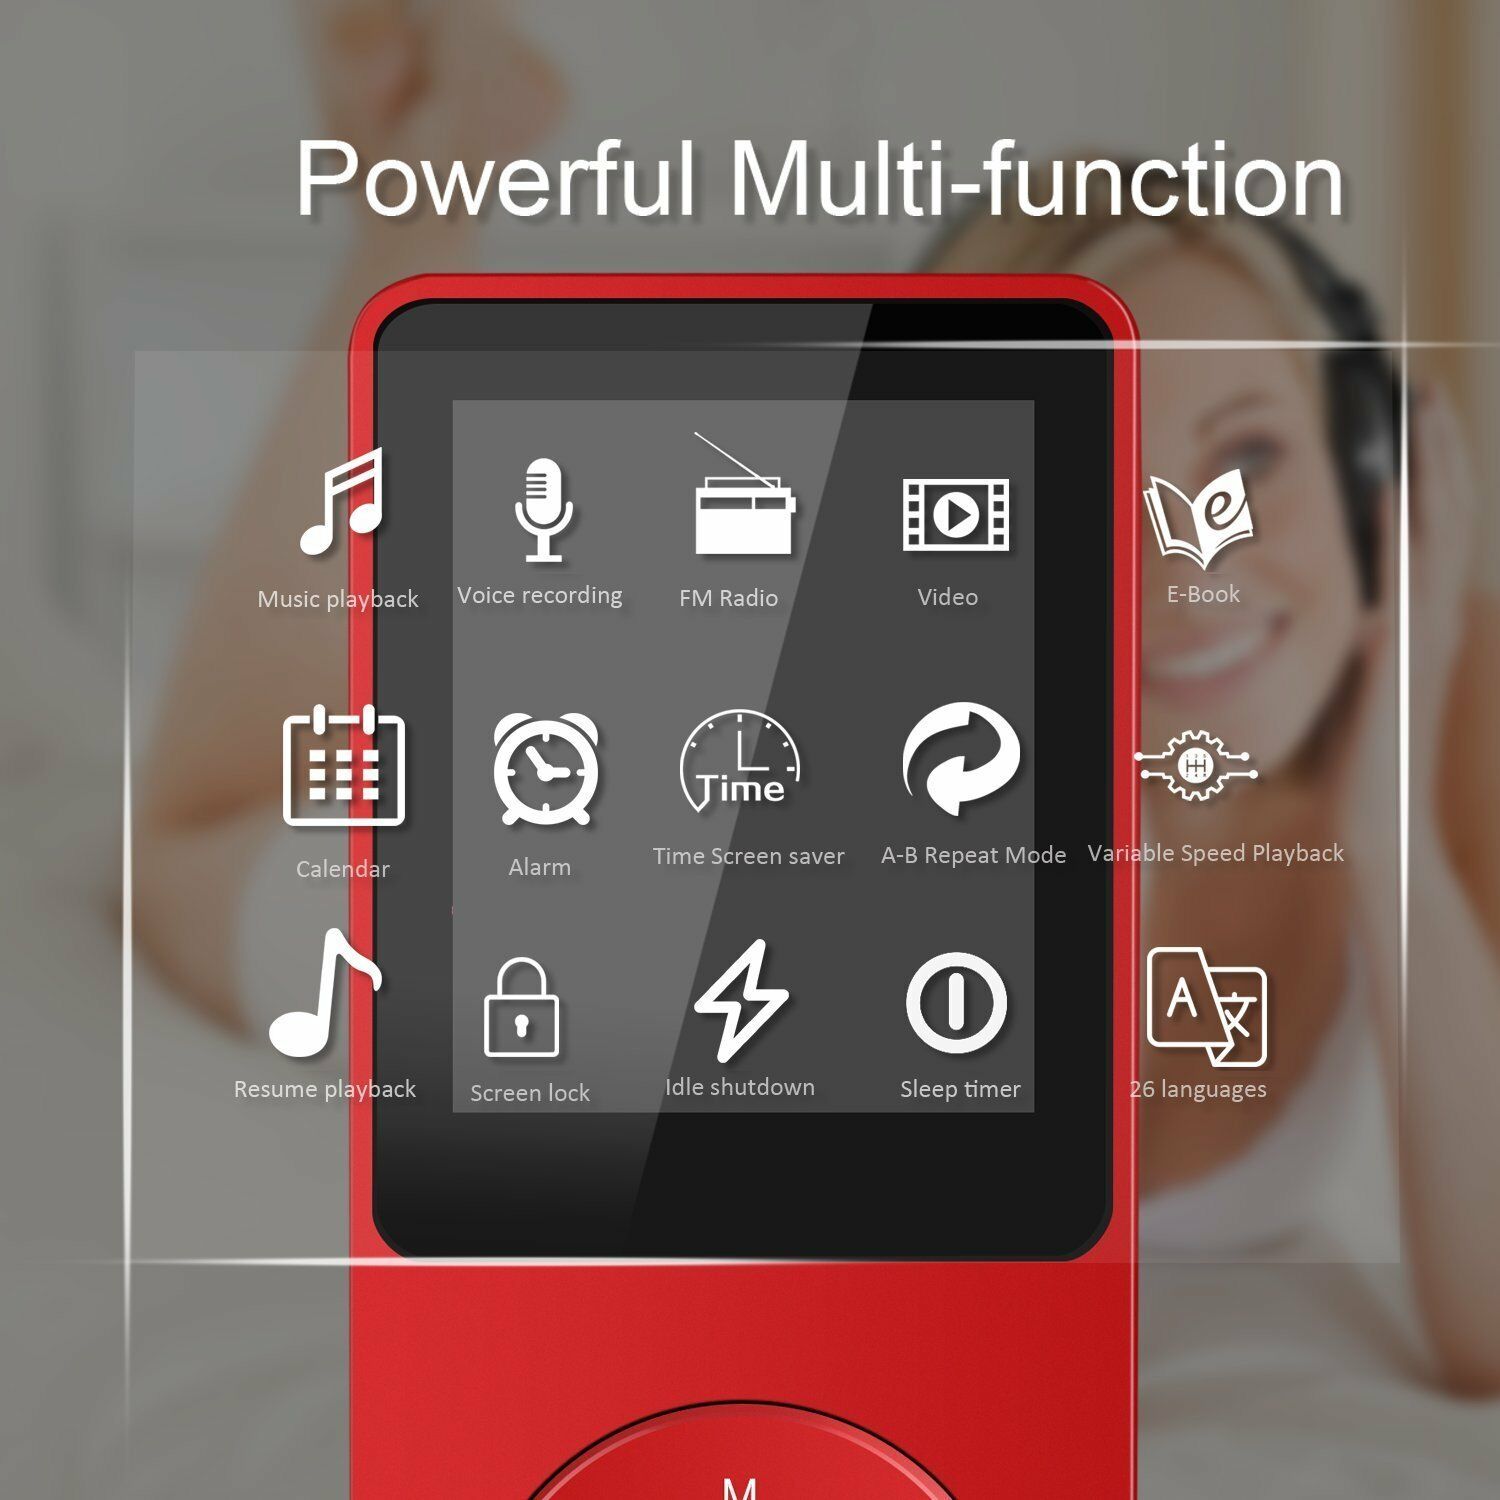 Powerful Multi-function
Music playback
Voice recording
FM Radio
Video
e
E-Book
Time
Calendar
Alarm
Time Screen saver
A-B Repeat Mode
Variable Speed Playback
A 文
Resume playback
Screen lock
Idle shutdown
Sleep timer
26 languages
M